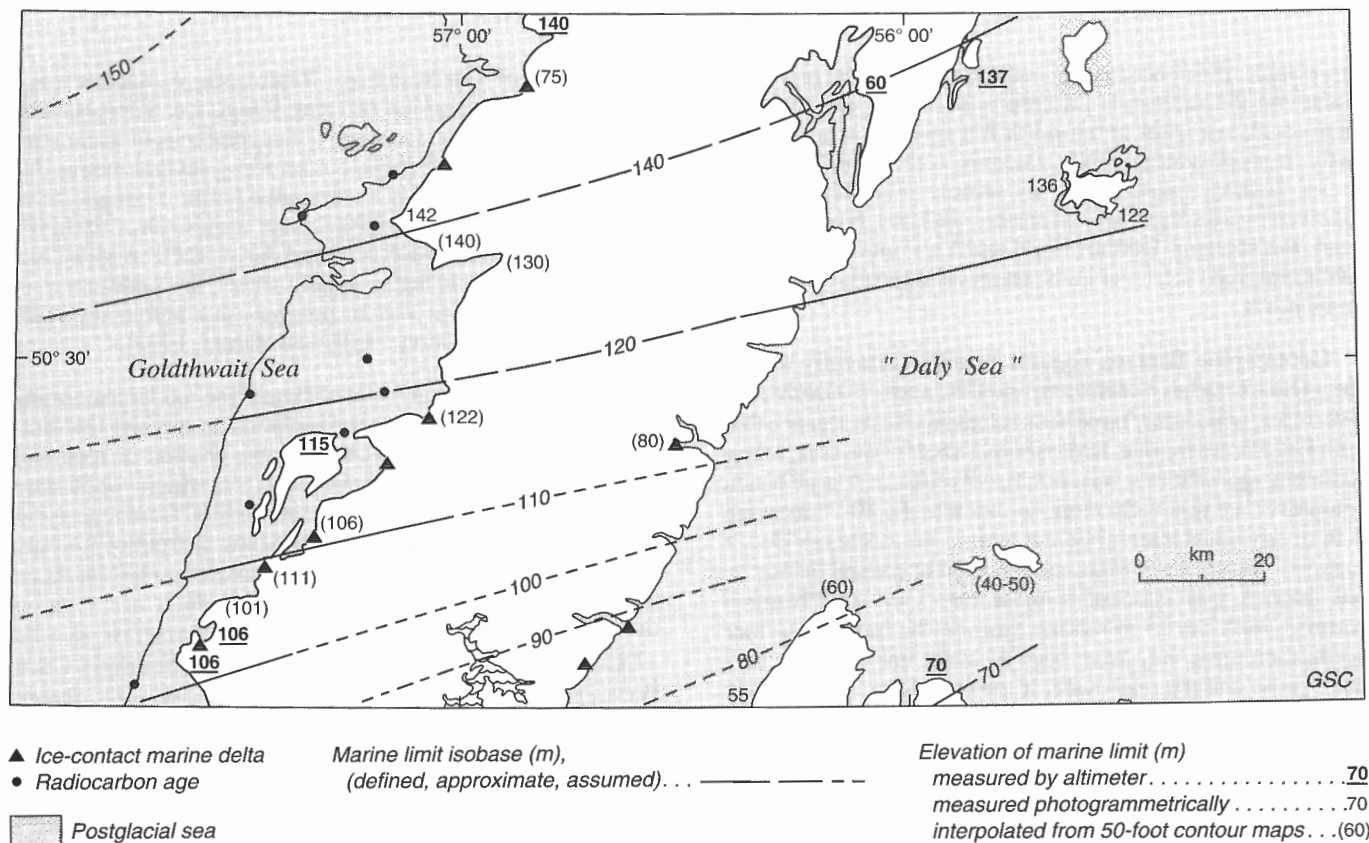 140
57° 00'
56° 00'
150
(75)
60
137
140
136
122
142
(140)
(130)
50° 30'
Goldthwait Sea
120
" Daly Sea "
(122)
(80)
115
110
(106)
km
0 20
(111)
100
(40-50)
(101)
(60)
106
90
80
106
70
70
55
GSC
Ice-contact marine delta
Radiocarbon age
Postglacial sea
Marine limit isobase (m),
(defined, approximate, assumed). . .
Elevation of marine limit (m)
measured by altimeter . . . . . . . . . . . . . . . . . 70
measured photogrammetrically . . . . . . . . . . 70
interpolated from 50-foot contour maps . . . (60)